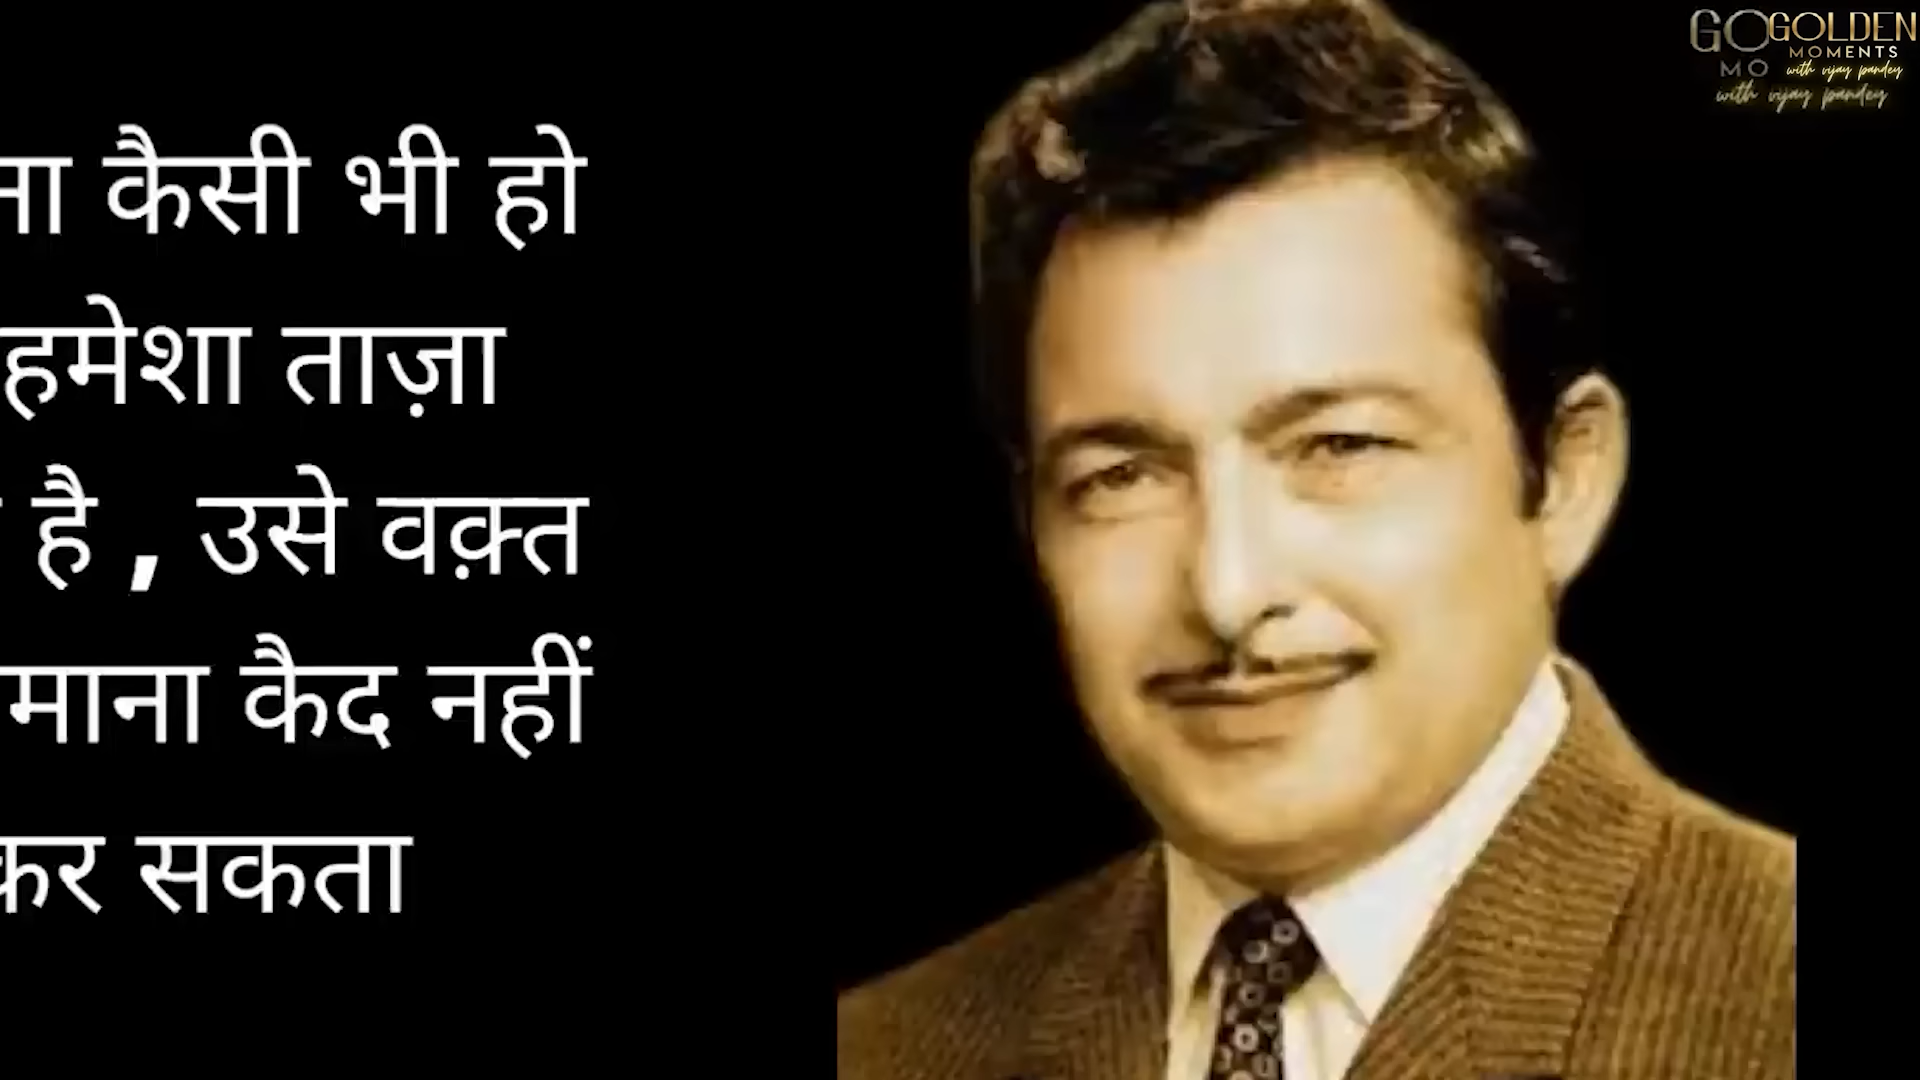 कैसी भी हो
हमेशा ताज़ा
है , उसे वक़्त
कैद नहीं
कर सकता
GOLDEN
MOMENTS
with vijay pandey
with vijay pandey